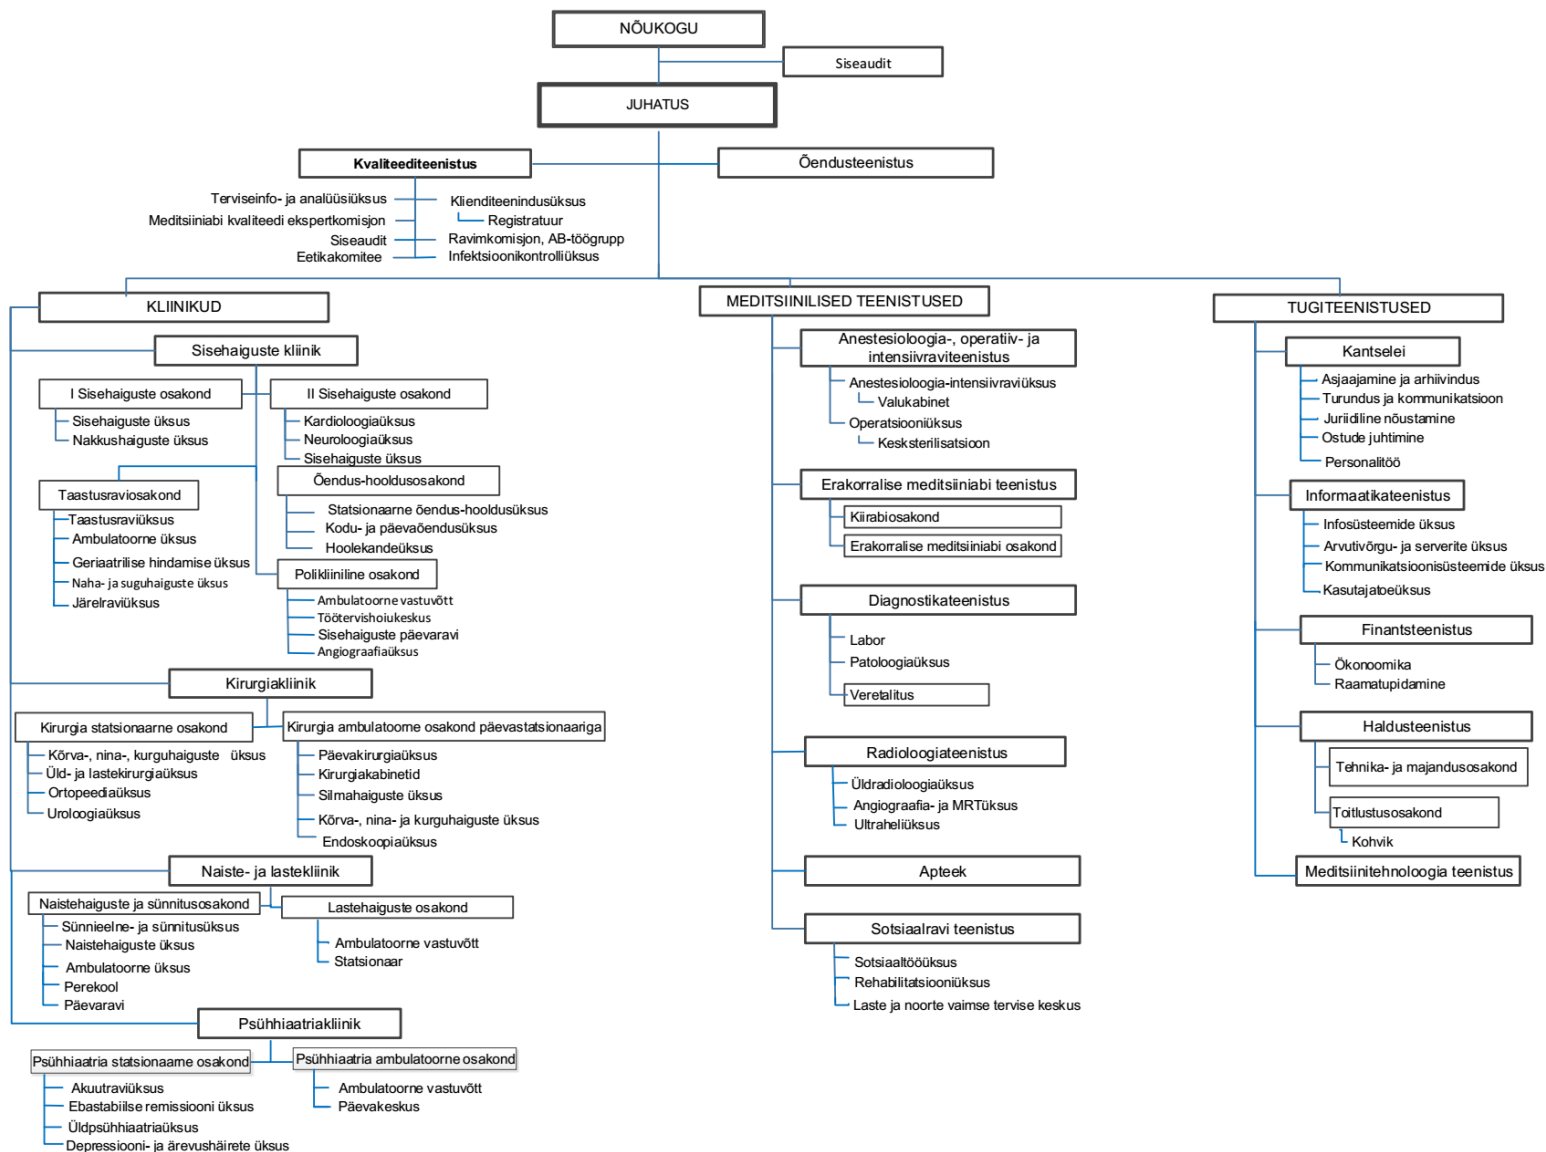 NÕUKOGU
Siseaudit
JUHATUS
Kvaliteediteenistus
Õendusteenistus
Terviseinfo- ja analüüsiüksus
Meditsiiniabi kvaliteedi ekspertkomisjon
Siseaudit
Eetikakomitee
Klienditeenindusüksus
Registratuur
Ravimkomisjon, AB-töögrupp
Infektsioonikontrolliüksus
KLIINIKUD
Sisehaiguste kliinik
I Sisehaiguste osakond
Sisehaiguste üksus
Nakkushaiguste üksus
II Sisehaiguste osakond
Kardioloogiaüksus
Neuroloogiaüksus
Sisehaiguste üksus
Taastusraviosakond
Taastusraviüksus
Ambulatoorne üksus
Geriaatrilise hindamise üksus
Naha- ja suguhaiguste üksus
Järelraviüksus
Õendus-hooldusosakond
Statsionaarne õendus-hooldusüksus
Kodu- ja päevaõendusüksus
Hoolekandeüksus
Polikliiniline osakond
Ambulatoorne vastuvõtt
Töötervishoiukeskus
Sisehaiguste päevaravi
Angiograafiaüksus
Kirurgiakliinik
Kirurgia statsionaarne osakond
Kõrva-, nina-, kurguhaiguste üksus
Üld- ja lastekirurgiaüksus
Ortopeediaüksus
Uroloogiaüksus
Kirurgia ambulatoorne osakond päevastatsionaariga
Päevakirurgiaüksus
Kirurgiakabinetid
Silmahaiguste üksus
Kõrva-, nina- ja kurguhaiguste üksus
Endoskoopiaüksus
Naiste- ja lastekliinik
Naistehaiguste ja sünnitusosakond
Sünnieelne- ja sünnitusüksus
Naistehaiguste üksus
Ambulatoorne üksus
Perekool
Päevaravi
Lastehaiguste osakond
Ambulatoorne vastuvõtt
Statsionaar
Psühhiaatriakliinik
Psühhiaatria statsionaarne osakond
Akuutraviüksus
Ebastabiilse remissiooni üksus
Üldpsühhiaatriaüksus
Depressiooni- ja ärevushäirete üksus
Psühhiaatria ambulatoorne osakond
Ambulatoorne vastuvõtt
Päevakeskus
MEDITSIINILISED TEENISTUSED
Anestesioloogia-, operatiiv- ja
intensiivraviteenistus
Anestesioloogia-intensiivraviüksus
Valukabinet
Operatsiooniüksus
Kesksterilisatsioon
Erakorralise meditsiiniabi teenistus
Kiirabiosakond
Erakorralise meditsiiniabi osakond
Diagnostikateenistus
Labor
Patoloogiaüksus
Veretalitus
Radioloogiateenistus
Üldradioloogiaüksus
Angiograafia- ja MRTüksus
Ultraheliüksus
Apteek
Sotsiaalravi teenistus
Sotsiaaltööüksus
Rehabilitatsiooniüksus
Laste ja noorte vaimse tervise keskus
TUGITEENISTUSED
Kantselei
Asjaajamine ja arhiivindus
Turundus ja kommunikatsioon
Juriidiline nõustamine
Ostude juhtimine
Personalitöö
Informaatikateenistus
Infosüsteemide üksus
Arvutivõrgu- ja serverite üksus
Kommunikatsioonisüsteemide üksus
Kasutajatoeüksus
Finantsteenistus
Ökonoomika
Raamatupidamine
Haldusteenistus
Tehnika- ja majandusosakond
Toitlustusosakond
Kohvik
Meditsiinitehnoloogia teenistus